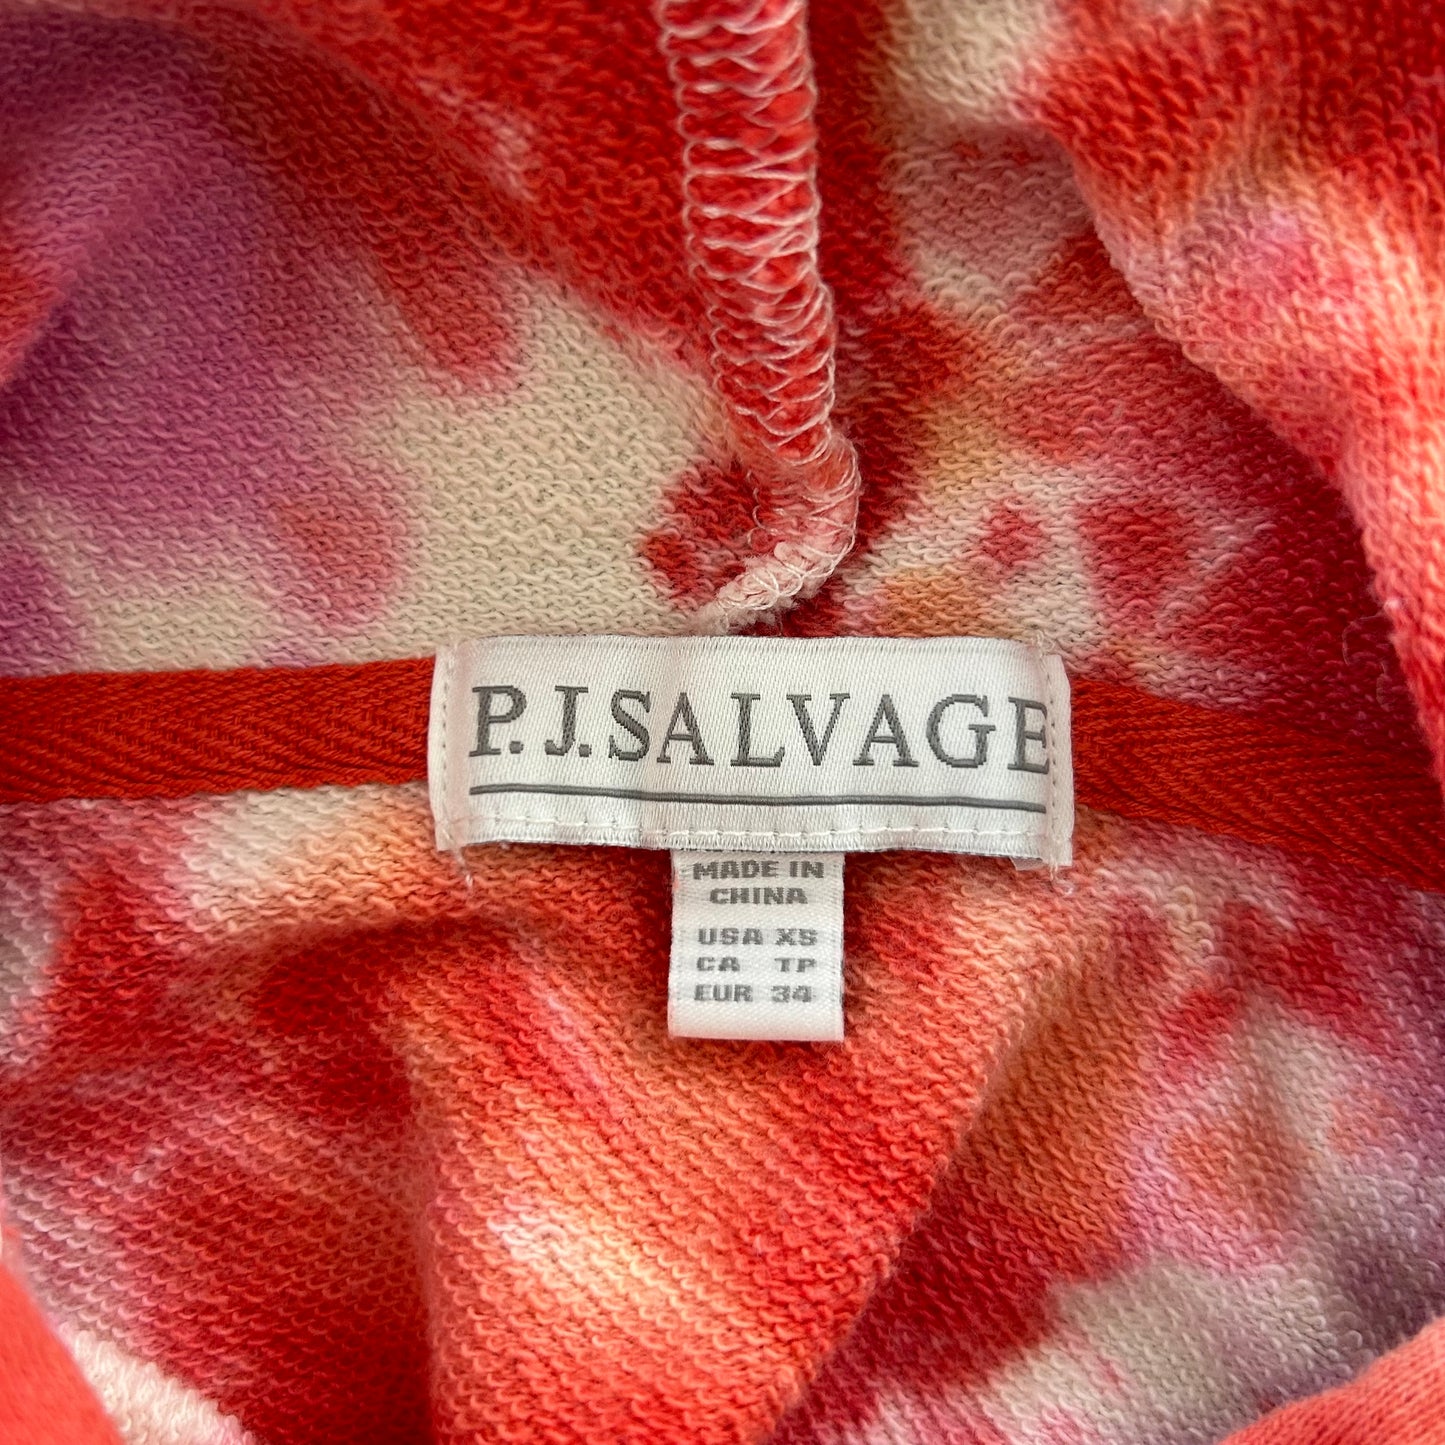 P.J.SALVAGE
MADE IN
CHINA
USA XS
CA TP
EUR 34